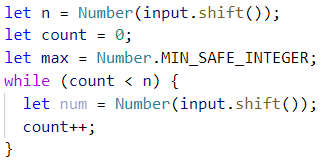 let n = Number(input.shift());
let count = 0;
let max = Number.MIN_SAFE_INTEGER;
while (count < n) {
  let num = Number(input.shift());
  count++;
}